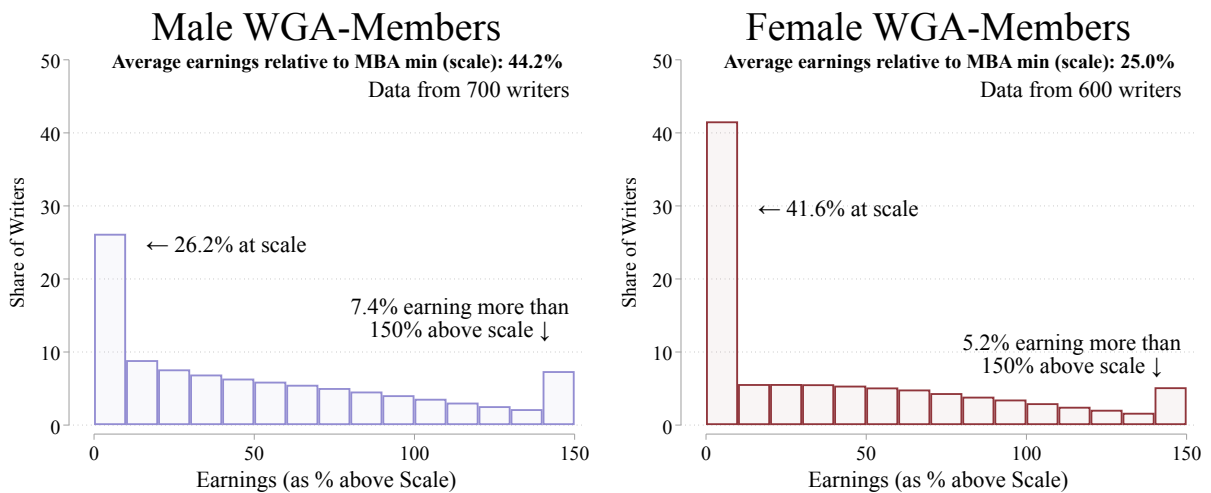 Male WGA-Members
Average earnings relative to MBA min (scale): 44.2%
Data from 700 writers
50
40
30
20
10
0
Share of Writers
← 26.2% at scale
7.4% earning more than
150% above scale ↓
0
50
100
150
Earnings (as % above Scale)
Female WGA-Members
Average earnings relative to MBA min (scale): 25.0%
Data from 600 writers
50
40
30
20
10
0
Share of Writers
← 41.6% at scale
5.2% earning more than
150% above scale ↓
0
50
100
150
Earnings (as % above Scale)